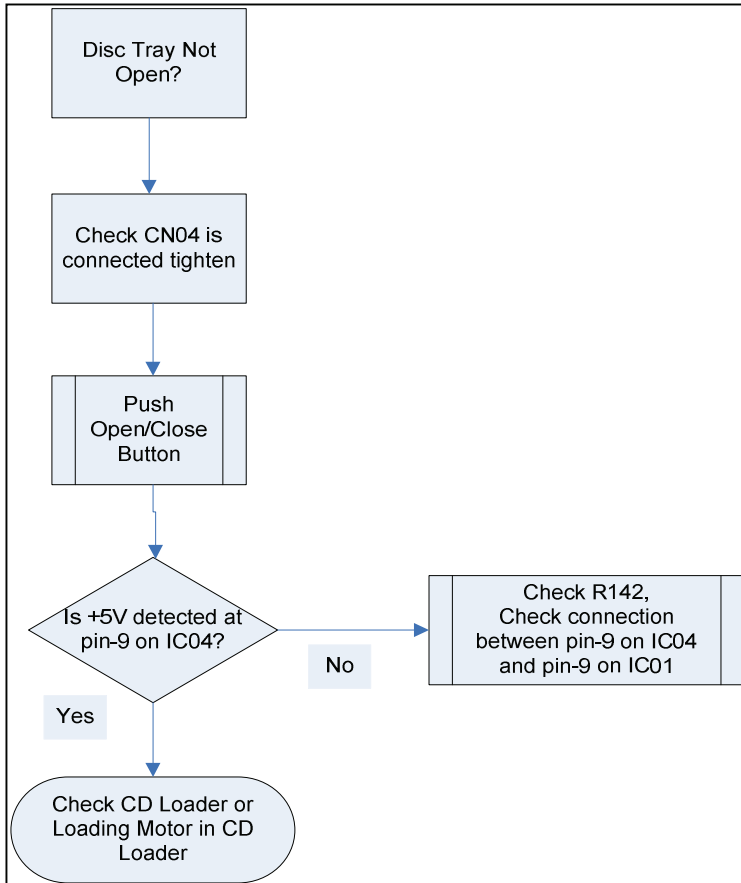 Disc Tray Not
Open?
Check CN04 is
connected tighten
Push
Open/Close
Button
Is +5V detected at
pin-9 on IC04?
No
Check R142,
Check connection
between pin-9 on IC04
and pin-9 on IC01
Yes
Check CD Loader or
Loading Motor in CD
Loader